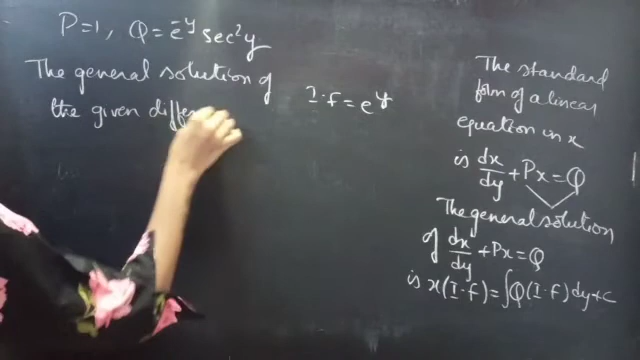 P=1, Q=e^-y sec²y
The general solution of
the given diffe
I.f=e^y
The standard
form of a linear
equation in x
is dx/dy+Px=Q
The general solution
of dx/dy+Px=Q
is x(I.f)=∫Q(I.f)dy+c